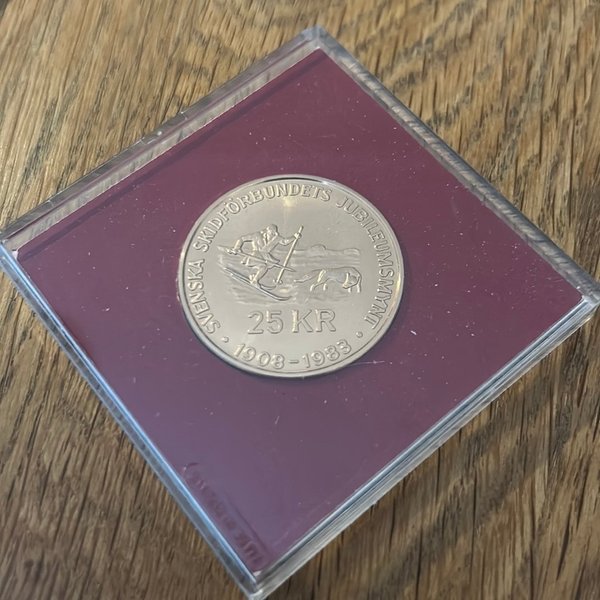 SVENSKA SKIDFÖRBUNDETS JUBILEUMSMYNT
25 KR
1908-1983